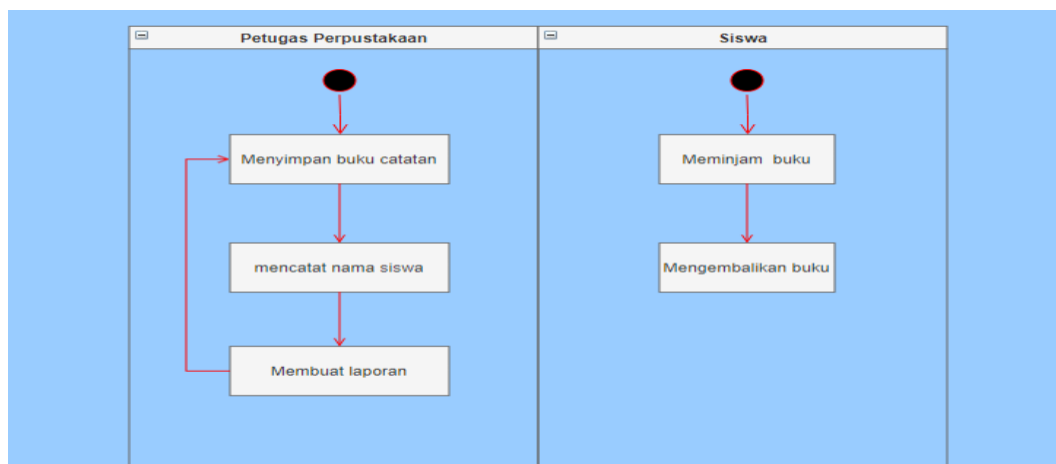 Petugas Perpustakaan
Siswa
Menyimpan buku catatan
mencatat nama siswa
Membuat laporan
Meminjam buku
Mengembalikan buku